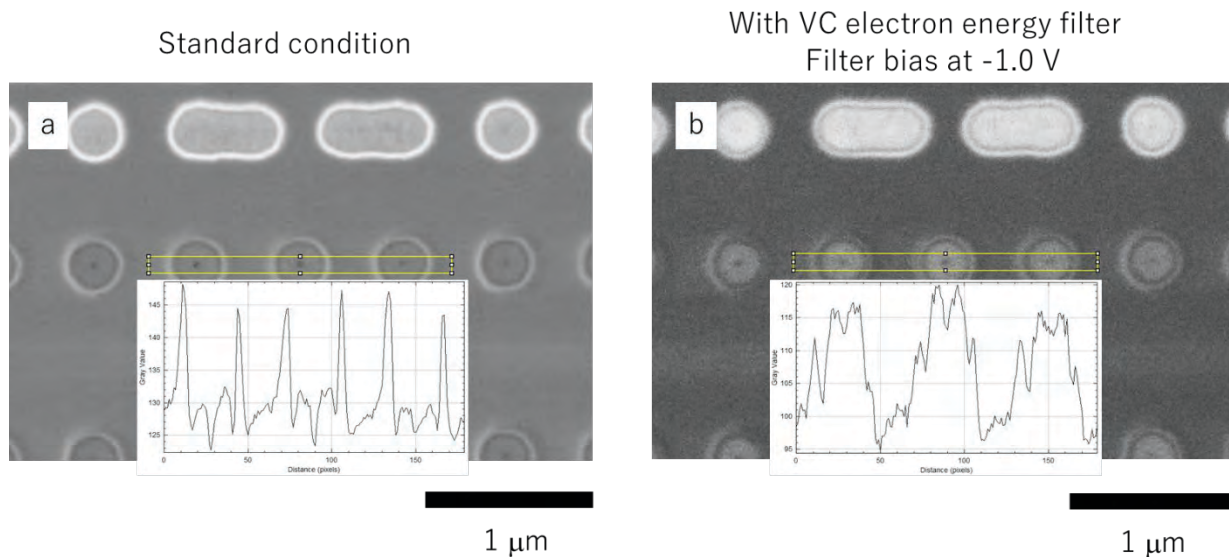 Standard condition
With VC electron energy filter
Filter bias at -1.0 V
a
145
140
135
130
125
Gray Value
0
50
100
150
Distance (pixels)
1 μm
b
120
115
110
105
100
95
Gray Value
0
50
100
150
Distance (pixels)
1 μm